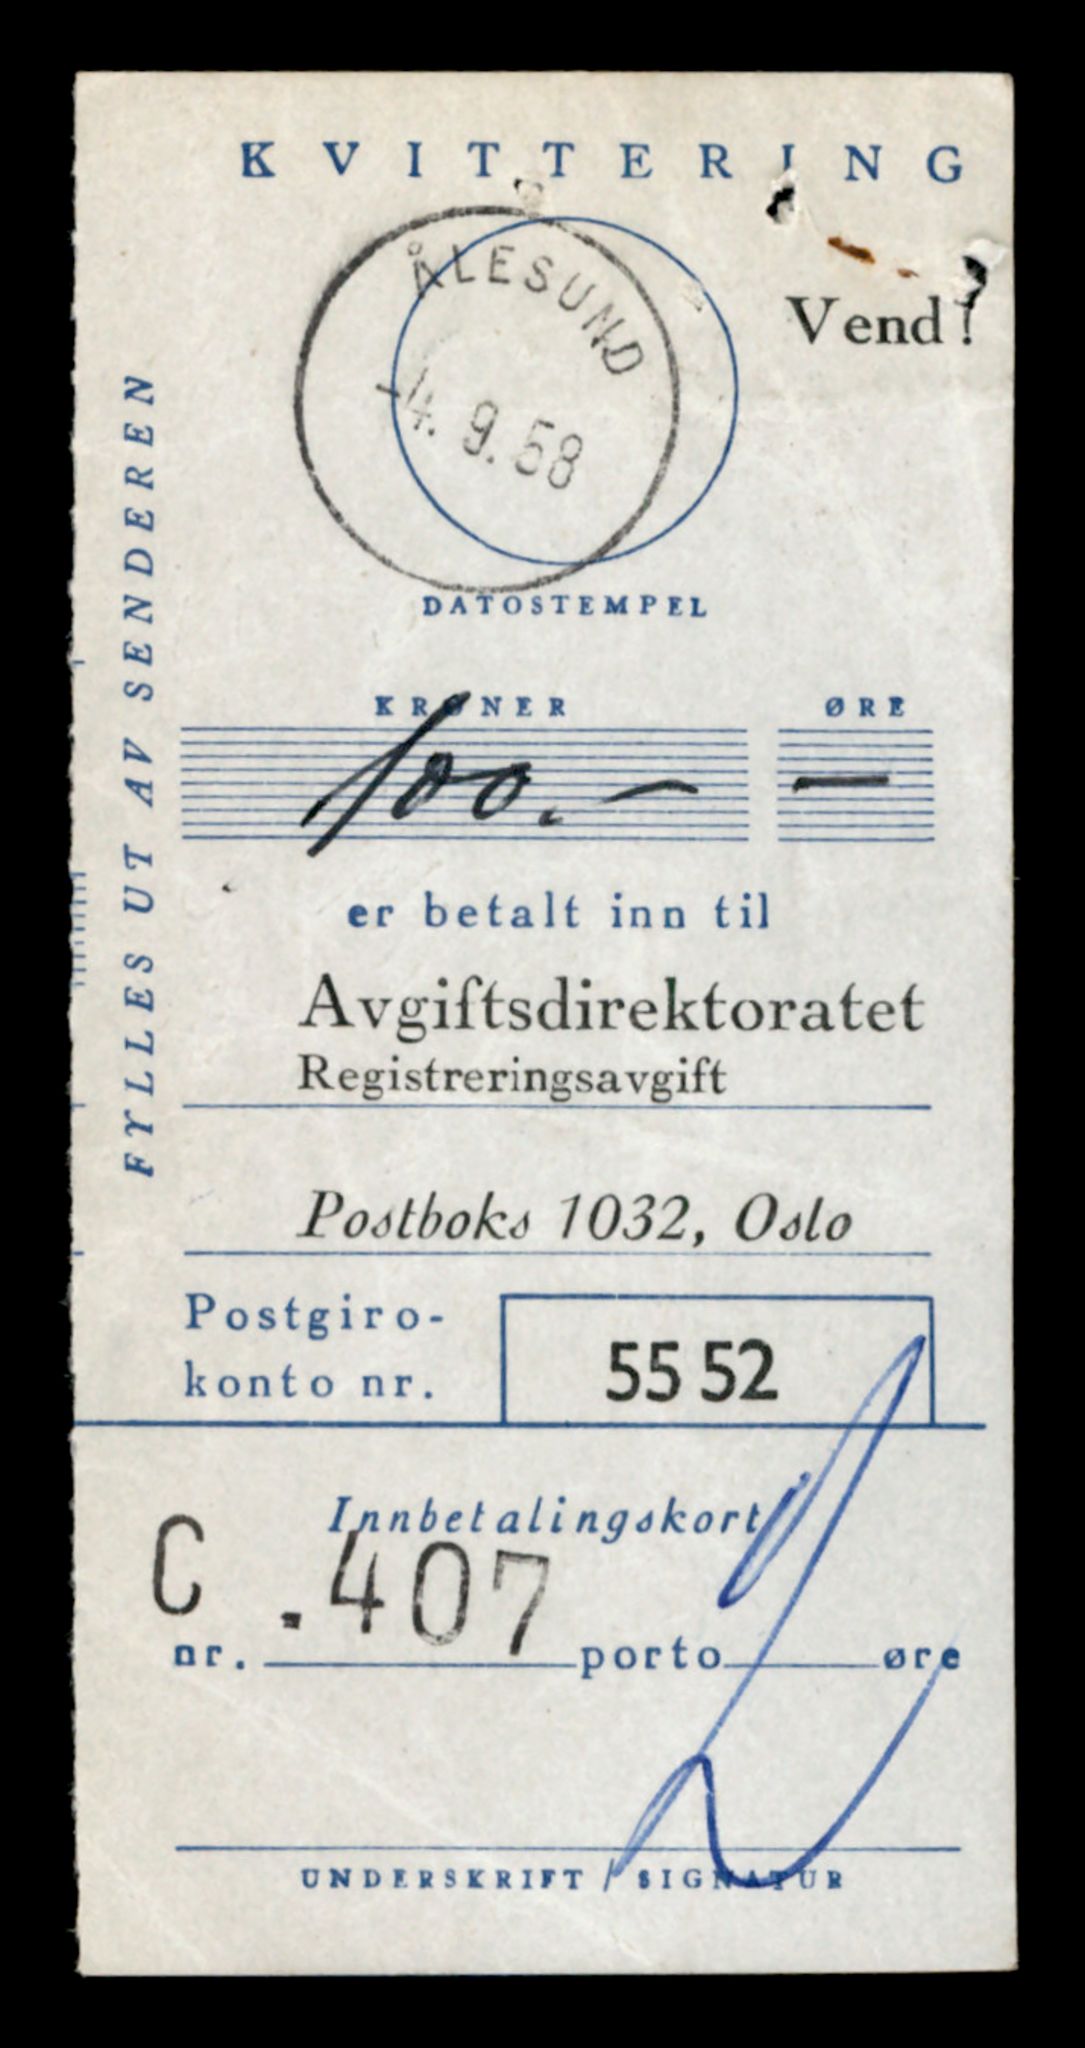 KVITTERING
ÅLESUND
-4. 9. 58
Vend!
DATOSTEMPEL
FYLLES UT AV SENDEREN
KRONER ØRE
100.- -
er betalt inn til
Avgiftsdirektoratet
Registreringsavgift
Postboks 1032, Oslo
Postgiro-
konto nr.
55 52
Innbetalingskort
C .407
nr. porto øre
UNDERSKRIFT / SIGNATUR